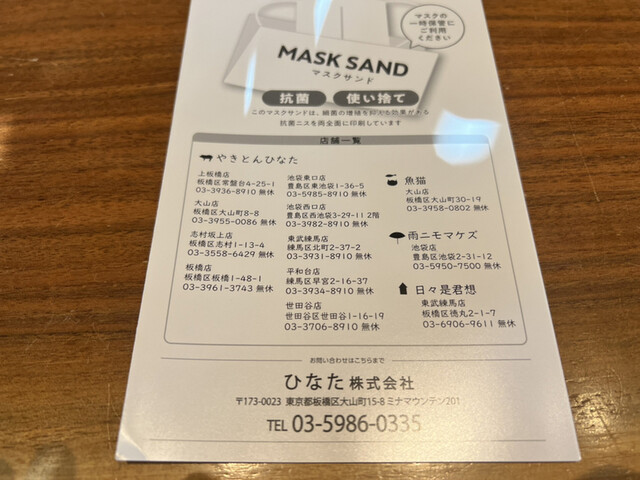 マスクの
一時保管に
ご利用
ください
MASK SAND
マスクサンド
抗菌
使い捨て
このマスクサンドは、細菌の増殖を抑える効果がある
抗菌ニスを両全面に印刷しています
店舗一覧
やきとんひなた
上板橋店
板橋区常盤台4-25-1
03-3936-8910 無休
大山店
板橋区大山町8-8
03-3955-0086 無休
志村坂上店
板橋区志村1-13-4
03-3558-6429 無休
板橋店
板橋区板橋1-48-1
03-3961-3743 無休
池袋東口店
豊島区東池袋1-36-5
03-5985-8910 無休
池袋西口店
豊島区西池袋3-29-11 2階
03-3982-8910 無休
東武練馬店
練馬区北町2-37-2
03-3931-8910 無休
平和台店
練馬区早宮2-16-37
03-3934-8910 無休
世田谷店
世田谷区世田谷1-16-19
03-3706-8910 無休
魚猫
大山店
板橋区大山町30-19
03-3958-0802 無休
雨ニモマケズ
池袋店
豊島区池袋2-31-12
03-5950-7500 無休
日々是君想
東武練馬店
板橋区徳丸2-1-7
03-6906-9611 無休
お問い合わせはこちらまで
ひなた株式会社
〒173-0023 東京都板橋区大山町15-8 ミナマウンテン201
TEL 03-5986-0335